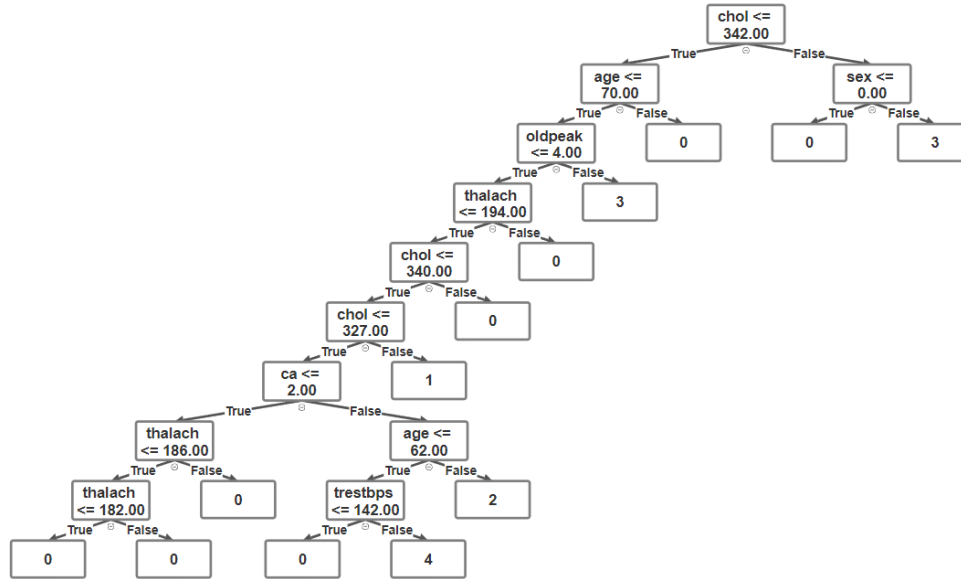 chol <=
342.00
True
False
age <=
70.00
sex <=
0.00
True
False
True
False
oldpeak
<= 4.00
0
0
3
True
False
thalach
<= 194.00
3
True
False
chol <=
340.00
0
True
False
chol <=
327.00
0
True
False
ca <=
2.00
1
True
False
thalach
<= 186.00
age <=
62.00
True
False
True
False
thalach
<= 182.00
0
trestbps
<= 142.00
2
True
False
True
False
0
0
0
4